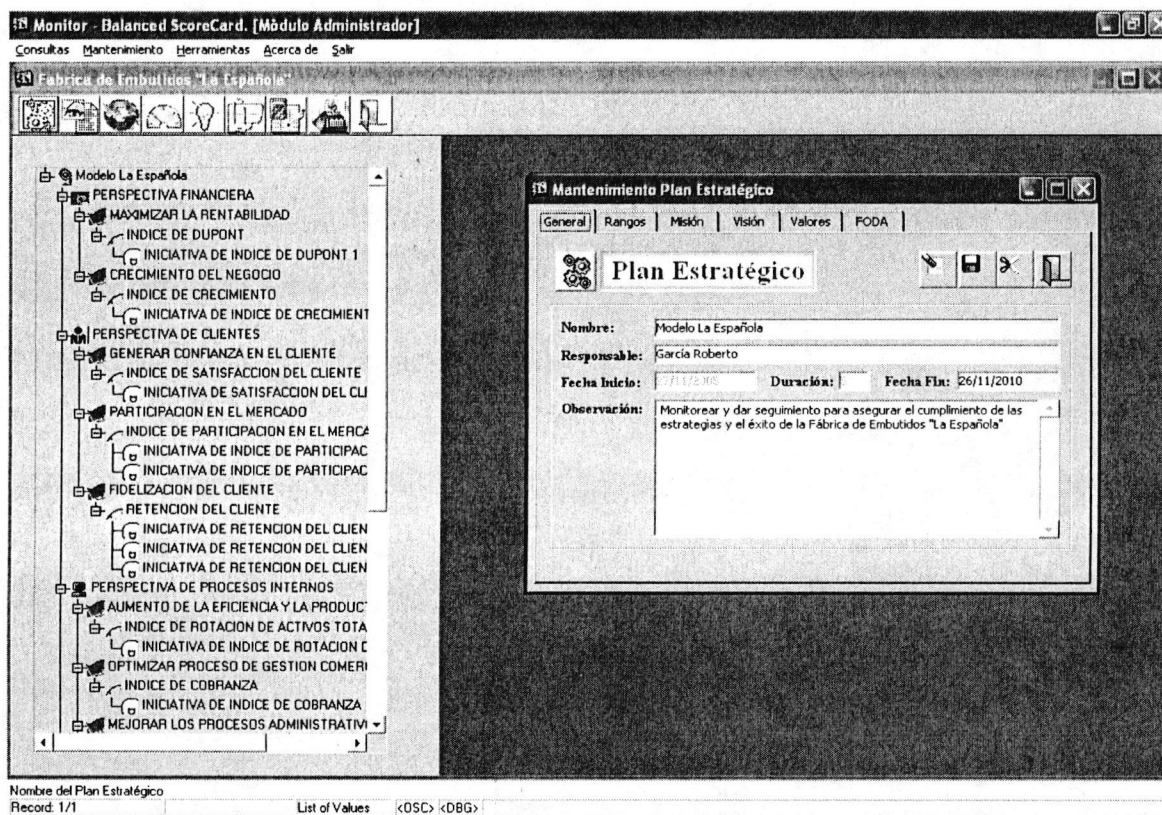 Monitor - Balanced ScoreCard. [Módulo Administrador]
Consultas Mantenimiento Herramientas Acerca de Salir
Fabrica de Embutidos "La Española"
Modelo La Española
PERSPECTIVA FINANCIERA
MAXIMIZAR LA RENTABILIDAD
INDICE DE DUPONT
INICIATIVA DE INDICE DE DUPONT 1
CRECIMIENTO DEL NEGOCIO
INDICE DE CRECIMIENTO
INICIATIVA DE INDICE DE CRECIMIENT
PERSPECTIVA DE CLIENTES
GENERAR CONFIANZA EN EL CLIENTE
INDICE DE SATISFACCION DEL CLIENTE
INICIATIVA DE SATISFACCION DEL CLI
PARTICIPACION EN EL MERCADO
INDICE DE PARTICIPACION EN EL MERCA
INICIATIVA DE INDICE DE PARTICIPAC
INICIATIVA DE INDICE DE PARTICIPAC
FIDELIZACION DEL CLIENTE
RETENCION DEL CLIENTE
INICIATIVA DE RETENCION DEL CLIEN
INICIATIVA DE RETENCION DEL CLIEN
INICIATIVA DE RETENCION DEL CLIEN
PERSPECTIVA DE PROCESOS INTERNOS
AUMENTO DE LA EFICIENCIA Y LA PRODUC
INDICE DE ROTACION DE ACTIVOS TOTA
INICIATIVA DE INDICE DE ROTACION D
OPTIMIZAR PROCESO DE GESTION COMER
INDICE DE COBRANZA
INICIATIVA DE INDICE DE COBRANZA
MEJORAR LOS PROCESOS ADMINISTRATIV
Mantenimiento Plan Estratégico
General Rangos Misión Visión Valores FODA
Plan Estratégico
Nombre: Modelo La Española
Responsable: García Roberto
Fecha Inicio: Duración: Fecha Fin: 26/11/2010
Observación: Monitorear y dar seguimiento para asegurar el cumplimiento de las
estrategias y el éxito de la Fábrica de Embutidos "La Española"
Nombre del Plan Estratégico
Record: 1/1 List of Values <OSC> <DBG>